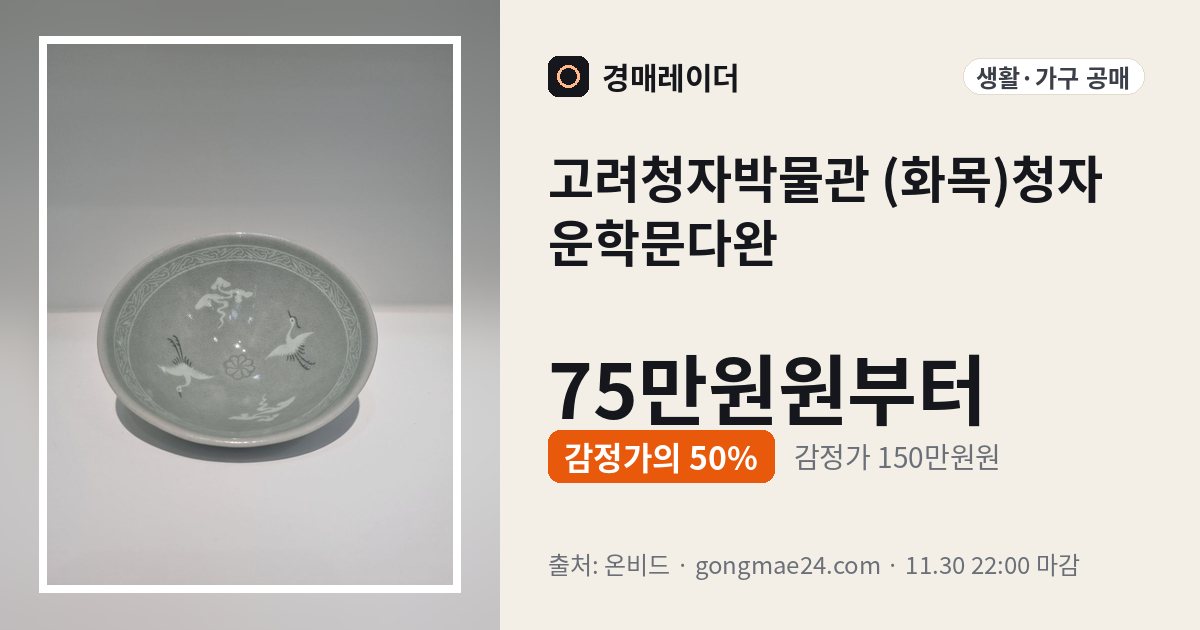 경매레이더
생활·가구 공매
고려청자박물관 (화목)청자
운학문다완
75만원원부터
감정가의 50% 감정가 150만원원
출처: 온비드 · gongmae24.com · 11.30 22:00 마감